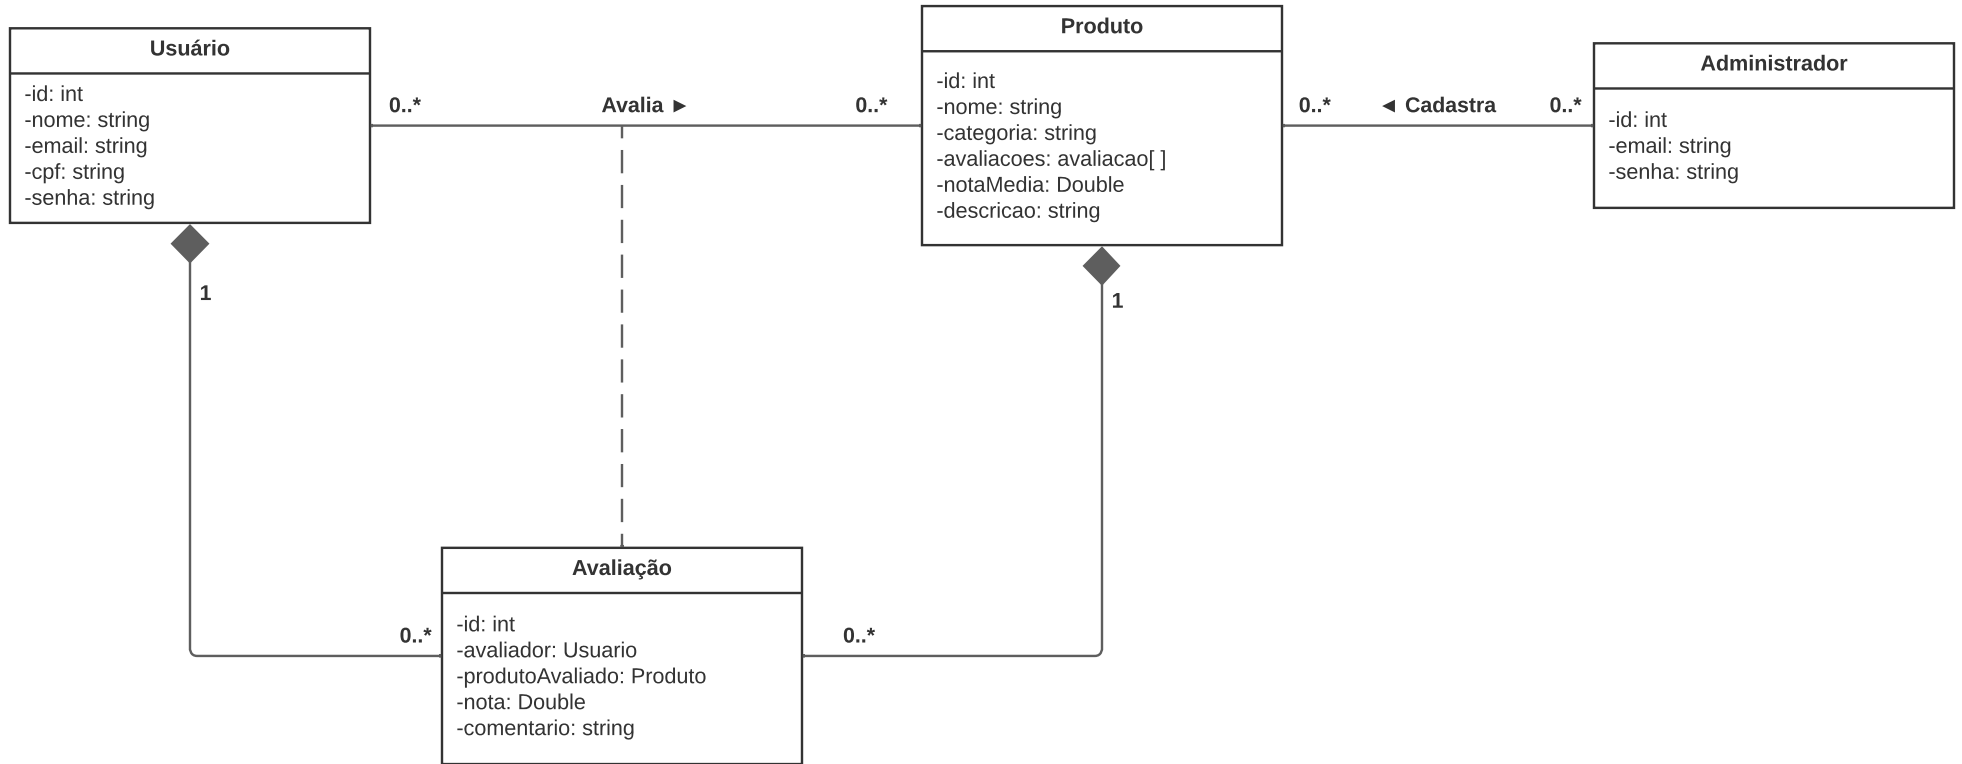 Usuário
-id: int
-nome: string
-email: string
-cpf: string
-senha: string
0..*
Avalia ►
0..*
Produto
-id: int
-nome: string
-categoria: string
-avaliacoes: avaliacao[ ]
-notaMedia: Double
-descricao: string
0..*
◄ Cadastra
0..*
Administrador
-id: int
-email: string
-senha: string
1
1
0..*
Avaliação
-id: int
-avaliador: Usuario
-produtoAvaliado: Produto
-nota: Double
-comentario: string
0..*